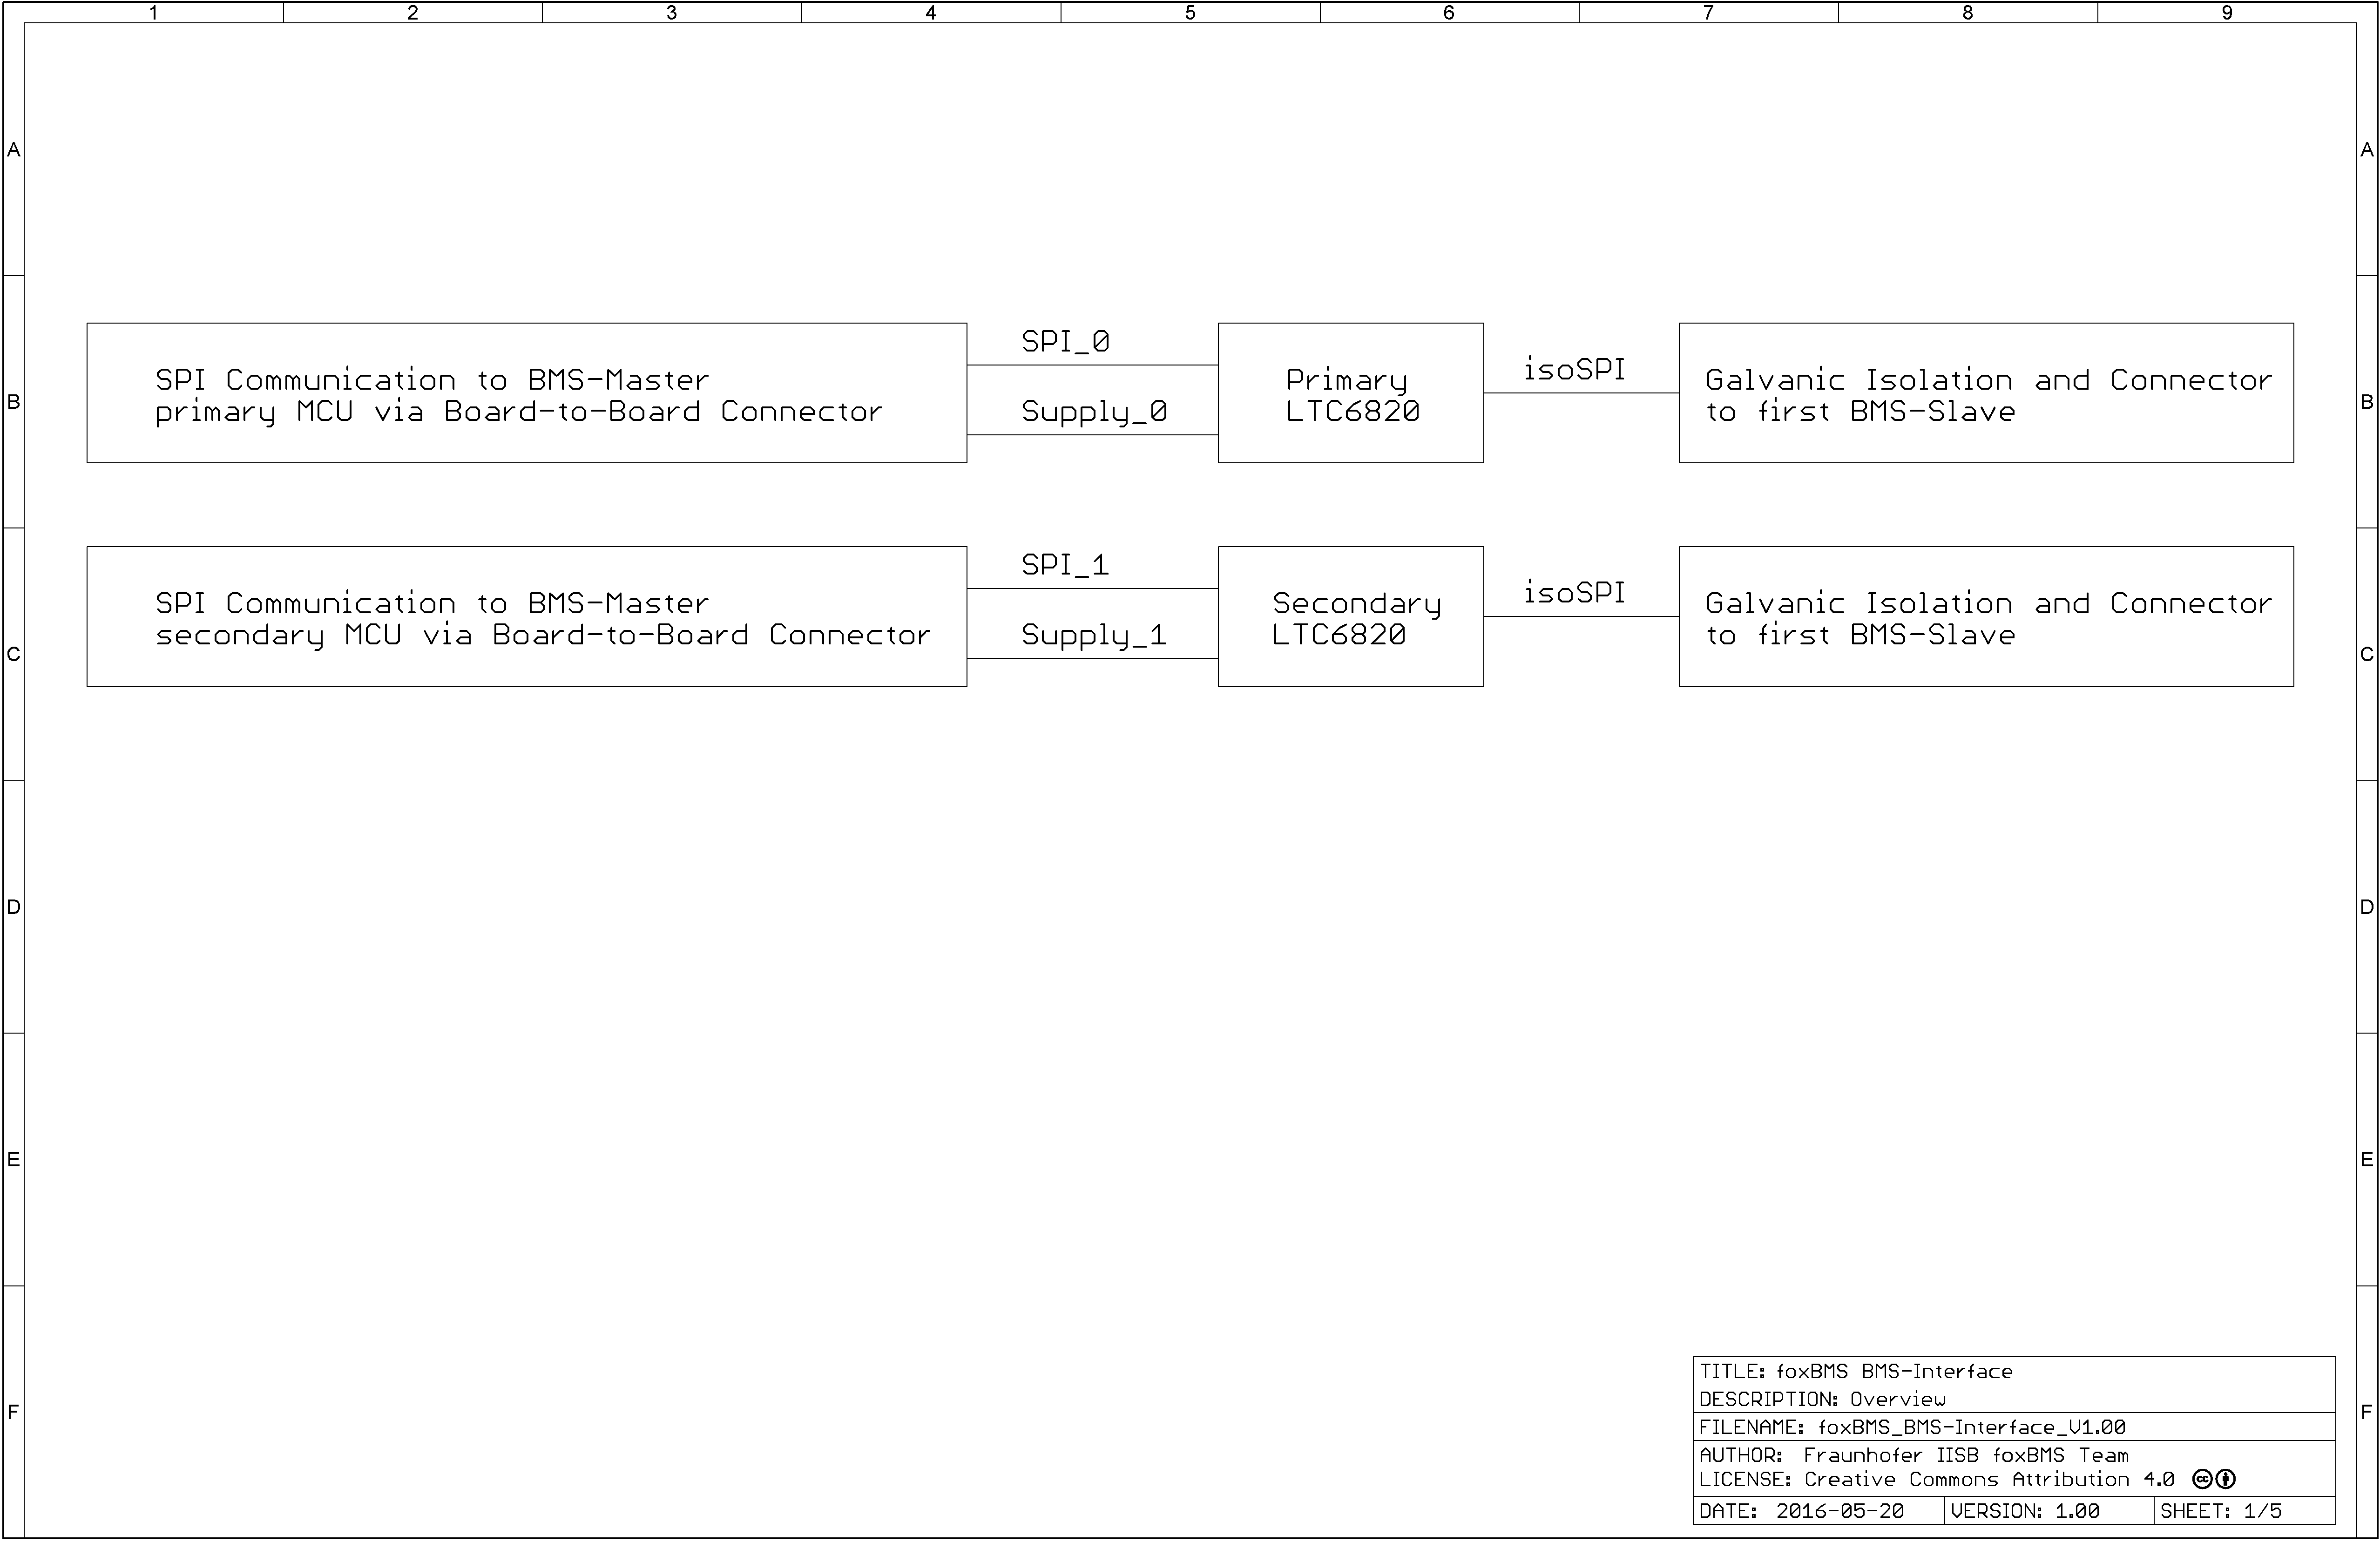 1 2 3 4 5 6 7 8 9
A A
SPI_0
SPI Communication to BMS-Master
primary MCU via Board-to-Board Connector
Supply_0
Primary
LTC6820
isoSPI
Galvanic Isolation and Connector
to first BMS-Slave
B B
SPI_1
SPI Communication to BMS-Master
secondary MCU via Board-to-Board Connector
Supply_1
Secondary
LTC6820
isoSPI
Galvanic Isolation and Connector
to first BMS-Slave
C C
D D
E E
F F
TITLE: foxBMS BMS-Interface
DESCRIPTION: Overview
FILENAME: foxBMS_BMS-Interface_V1.00
AUTHOR: Fraunhofer IISB foxBMS Team
LICENSE: Creative Commons Attribution 4.0 cc
DATE: 2016-05-20 VERSION: 1.00 SHEET: 1/5